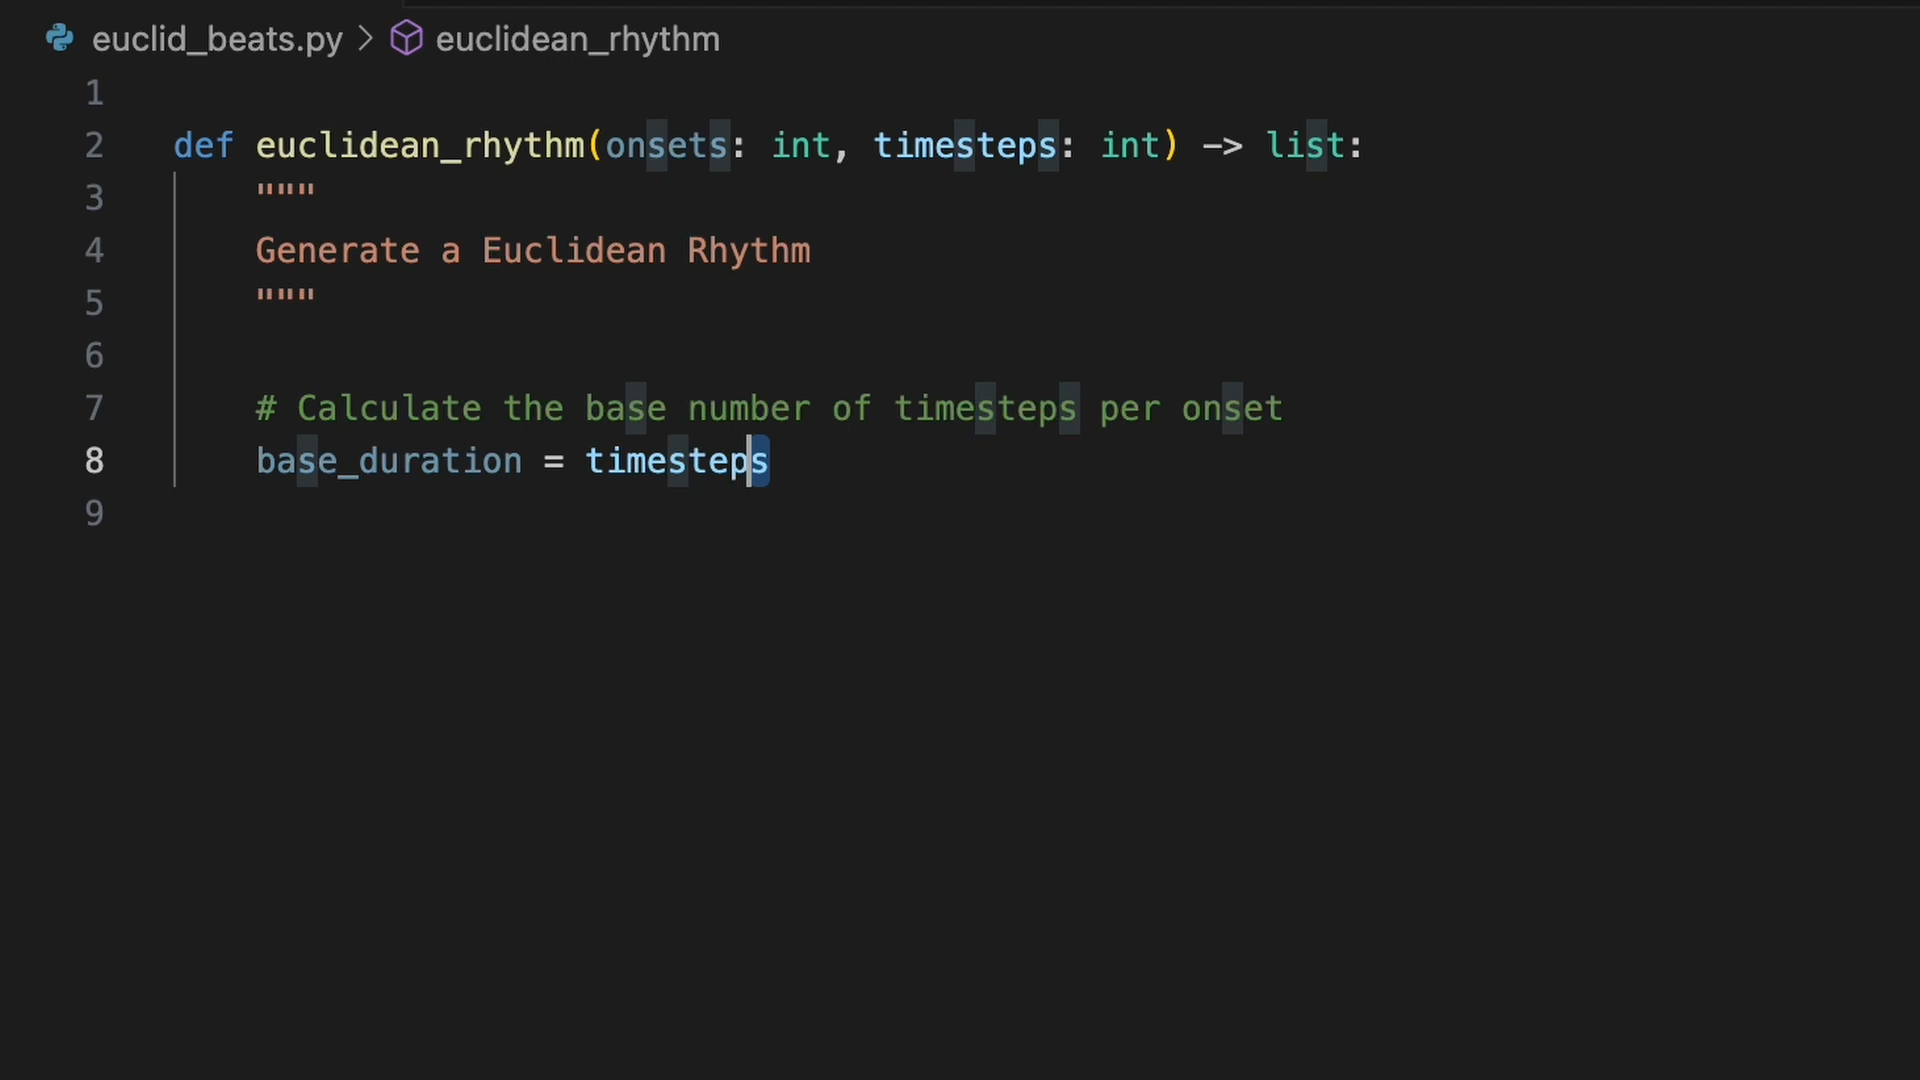 euclid_beats.py > euclidean_rhythm
1
2 def euclidean_rhythm(onsets: int, timesteps: int) -> list:
3 """
4 Generate a Euclidean Rhythm
5 """
6
7 # Calculate the base number of timesteps per onset
8 base_duration = timesteps
9